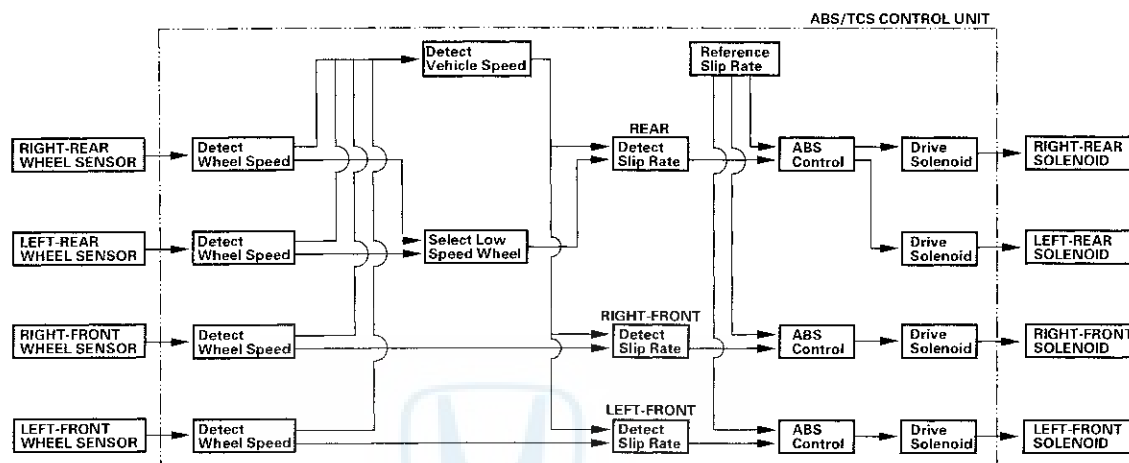 ABS/TCS CONTROL UNIT
Detect
Vehicle Speed
Reference
Slip Rate
RIGHT-REAR
WHEEL SENSOR
Detect
Wheel Speed
REAR
Detect
Slip Rate
ABS
Control
Drive
Solenoid
RIGHT-REAR
SOLENOID
LEFT-REAR
WHEEL SENSOR
Detect
Wheel Speed
Select Low
Speed Wheel
Drive
Solenoid
LEFT-REAR
SOLENOID
RIGHT-FRONT
WHEEL SENSOR
Detect
Wheel Speed
RIGHT-FRONT
Detect
Slip Rate
ABS
Control
Drive
Solenoid
RIGHT-FRONT
SOLENOID
LEFT-FRONT
WHEEL SENSOR
Detect
Wheel Speed
LEFT-FRONT
Detect
Slip Rate
ABS
Control
Drive
Solenoid
LEFT-FRONT
SOLENOID